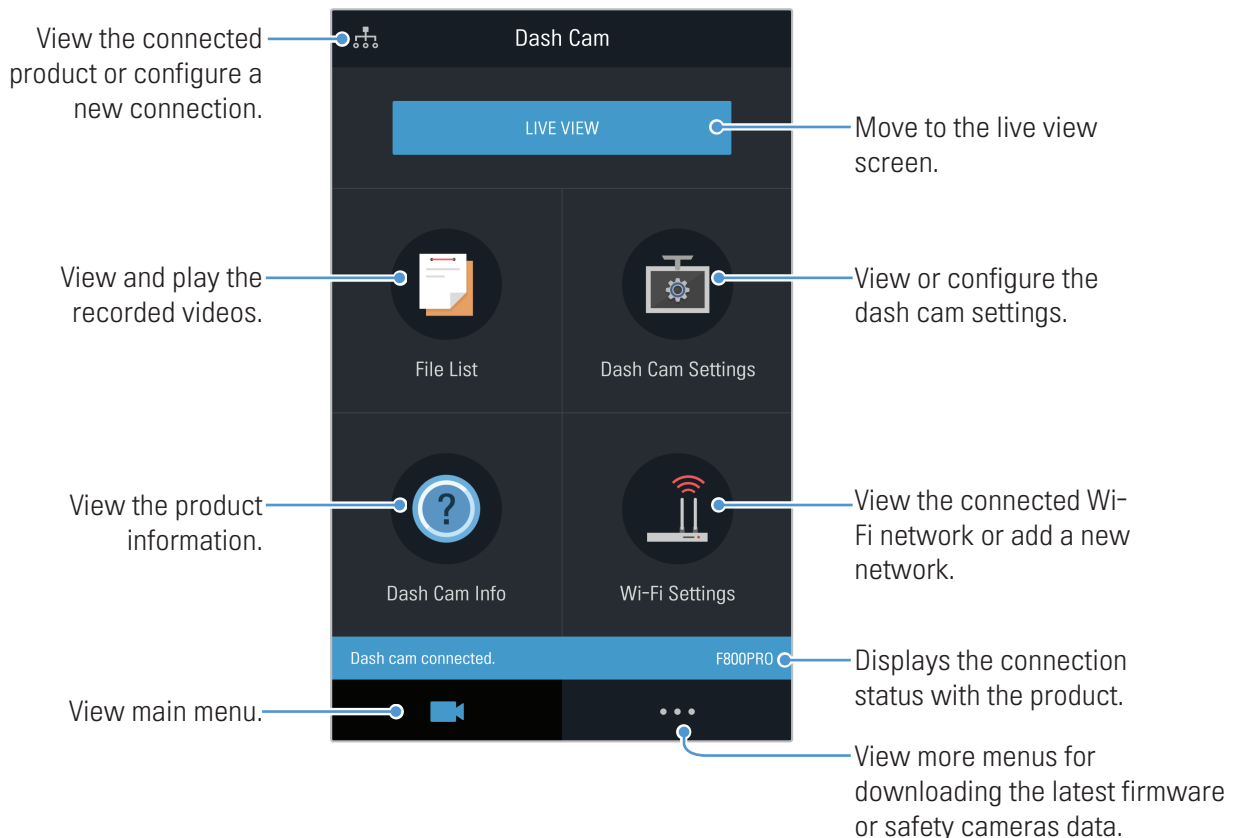 View the connected
product or configure a
new connection.
Dash Cam
LIVE VIEW
Move to the live view
screen.
View and play the
recorded videos.
File List
Dash Cam Settings
View or configure the
dash cam settings.
View the product
information.
?
Dash Cam Info
Wi-Fi Settings
View the connected Wi-
Fi network or add a new
network.
Dash cam connected.
F800PRO
Displays the connection
status with the product.
View main menu.
View more menus for
downloading the latest firmware
or safety cameras data.